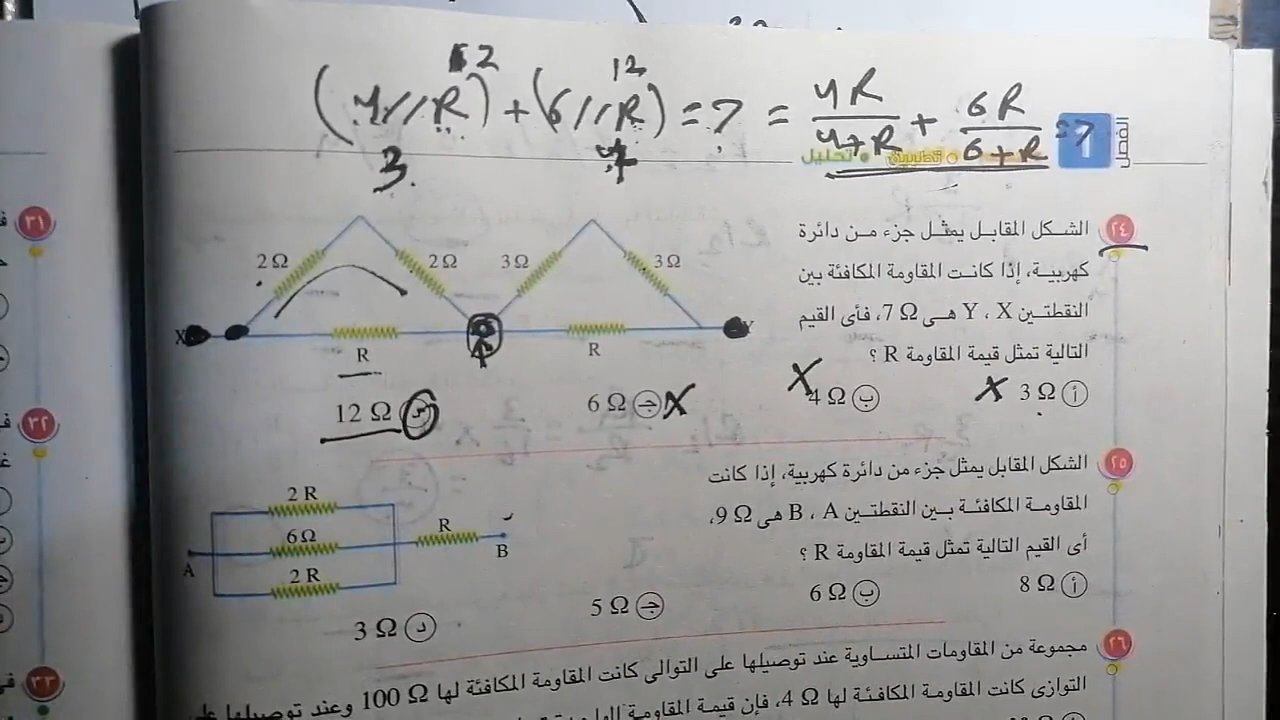 12 12
(4//R) + (6//R) = 7 = 4R/4+R + 6R/6+R = 7
3. 4
الفصل 1
تطبيق تحليل
٢٤ الشكل المقابل يمثل جزء من دائرة
كهربية، إذا كانت المقاومة المكافئة بين
النقطتين Y ، X هى 7 Ω، فأى القيم
التالية تمثل قيمة المقاومة R ؟
أ 3 Ω ب 4 Ω جـ 6 Ω د 12 Ω
2 Ω 2 Ω 3 Ω 3 Ω
X Y
R R
٢٥ الشكل المقابل يمثل جزء من دائرة كهربية، إذا كانت
المقاومة المكافئة بين النقطتين B ، A هى 9 Ω،
أى القيم التالية تمثل قيمة المقاومة R ؟
أ 8 Ω ب 6 Ω جـ 5 Ω د 3 Ω
2 R
6 Ω R
A B
2 R
٢٦ مجموعة من المقاومات المتساوية عند توصيلها على التوالى كانت المقاومة المكافئة لها 100 Ω وعند توصيلها على
التوازى كانت المقاومة المكافئة لها 4 Ω، فإن قيمة المقاومة
٣١
٣٢
٣٣